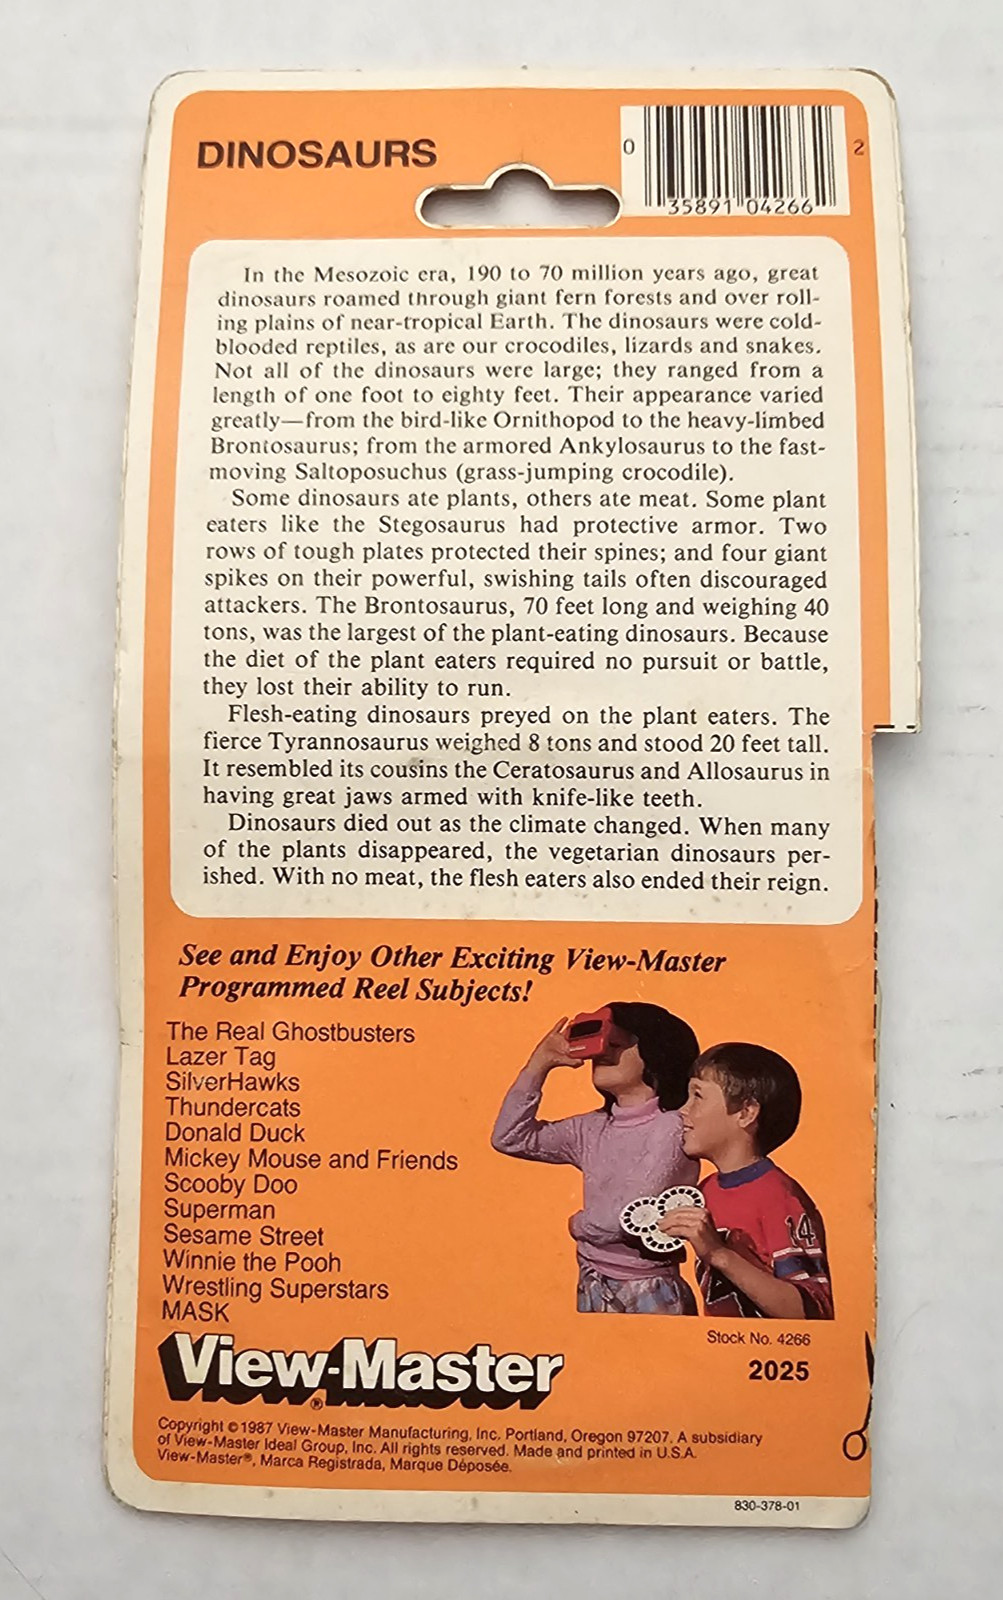 DINOSAURS
0 35891 04266 2
In the Mesozoic era, 190 to 70 million years ago, great
dinosaurs roamed through giant fern forests and over roll-
ing plains of near-tropical Earth. The dinosaurs were cold-
blooded reptiles, as are our crocodiles, lizards and snakes.
Not all of the dinosaurs were large; they ranged from a
length of one foot to eighty feet. Their appearance varied
greatly—from the bird-like Ornithopod to the heavy-limbed
Brontosaurus; from the armored Ankylosaurus to the fast-
moving Saltoposuchus (grass-jumping crocodile).
Some dinosaurs ate plants, others ate meat. Some plant
eaters like the Stegosaurus had protective armor. Two
rows of tough plates protected their spines; and four giant
spikes on their powerful, swishing tails often discouraged
attackers. The Brontosaurus, 70 feet long and weighing 40
tons, was the largest of the plant-eating dinosaurs. Because
the diet of the plant eaters required no pursuit or battle,
they lost their ability to run.
Flesh-eating dinosaurs preyed on the plant eaters. The
fierce Tyrannosaurus weighed 8 tons and stood 20 feet tall.
It resembled its cousins the Ceratosaurus and Allosaurus in
having great jaws armed with knife-like teeth.
Dinosaurs died out as the climate changed. When many
of the plants disappeared, the vegetarian dinosaurs per-
ished. With no meat, the flesh eaters also ended their reign.
See and Enjoy Other Exciting View-Master
Programmed Reel Subjects!
The Real Ghostbusters
Lazer Tag
SilverHawks
Thundercats
Donald Duck
Mickey Mouse and Friends
Scooby Doo
Superman
Sesame Street
Winnie the Pooh
Wrestling Superstars
MASK
14
Stock No. 4266
2025
View-Master®
Copyright © 1987 View-Master Manufacturing, Inc. Portland, Oregon 97207. A subsidiary
of View-Master Ideal Group, Inc. All rights reserved. Made and printed in U.S.A.
View-Master®, Marca Registrada, Marque Déposée.
830-378-01